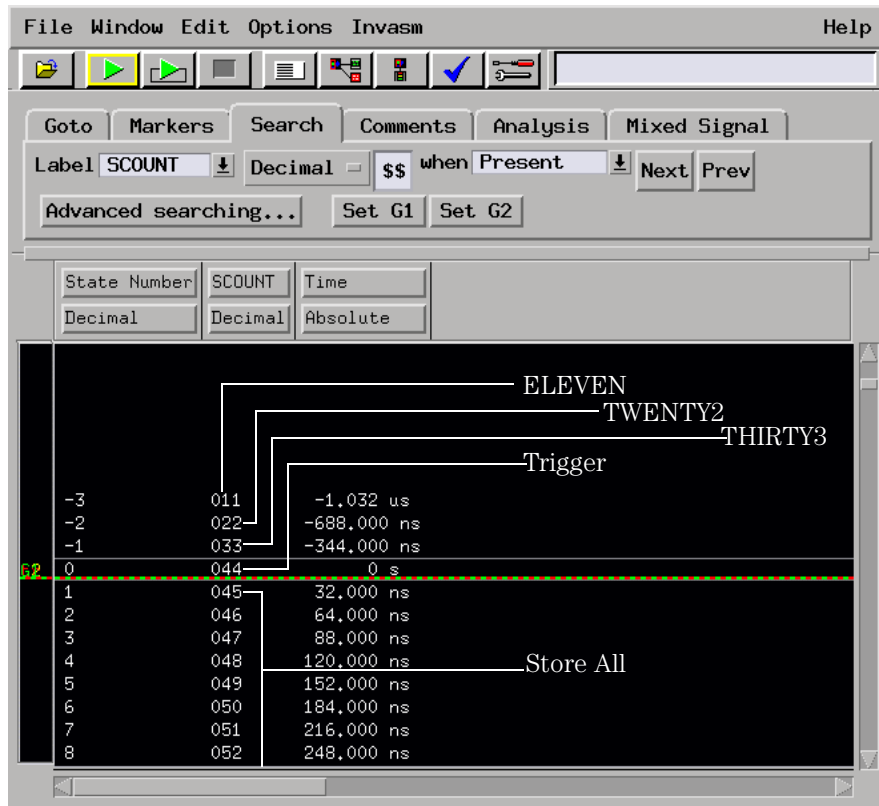 File Window Edit Options Invasm Help
Goto Markers Search Comments Analysis Mixed Signal
Label SCOUNT Decimal $$ when Present Next Prev
Advanced searching... Set G1 Set G2
State Number SCOUNT Time
Decimal Decimal Absolute
ELEVEN
TWENTY2
THIRTY3
Trigger
-3 011 -1.032 us
-2 022 -688.000 ns
-1 033 -344.000 ns
0 044 0 s
1 045 32.000 ns
2 046 64.000 ns
3 047 88.000 ns
4 048 120.000 ns Store All
5 049 152.000 ns
6 050 184.000 ns
7 051 216.000 ns
8 052 248.000 ns